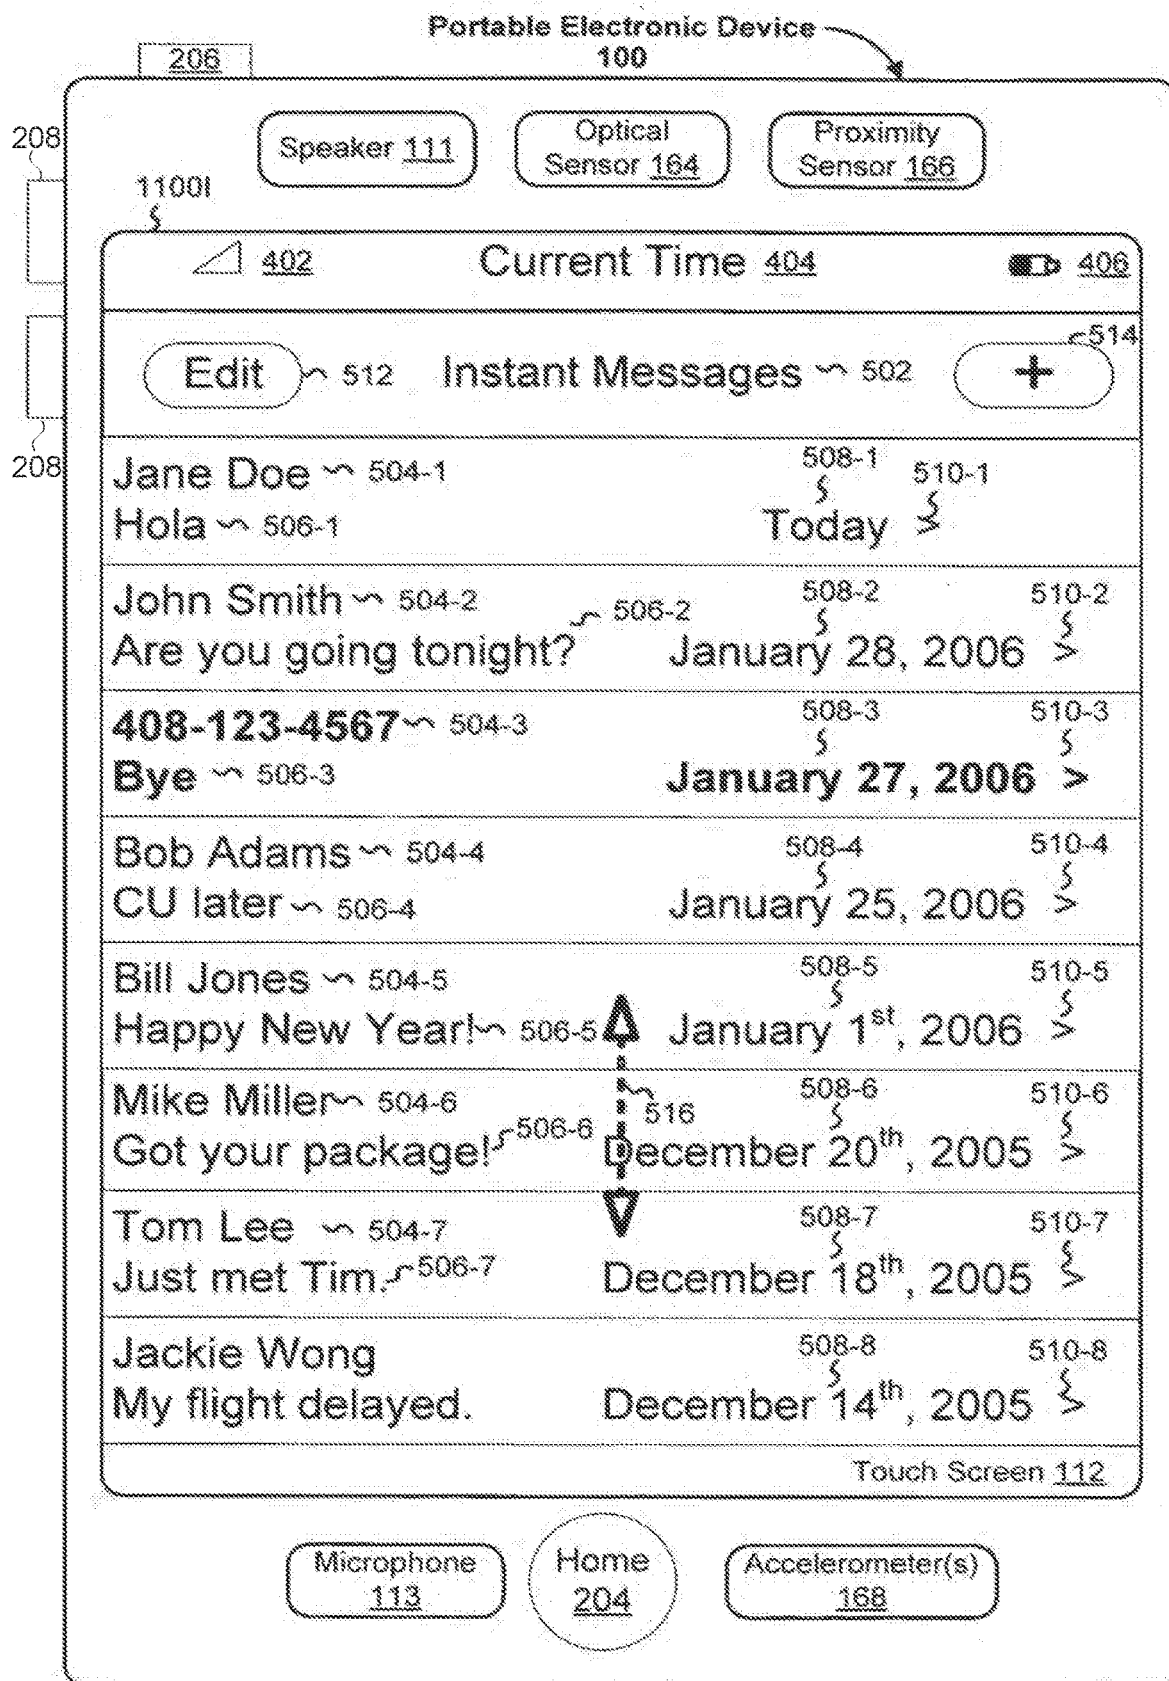 Portable Electronic Device
100
206
208
Speaker 111
Optical
Sensor 164
Proximity
Sensor 166
1100I
402
Current Time 404
406
514
Edit 512 Instant Messages 502 +
208
Jane Doe 504-1 508-1 510-1
Hola 506-1 Today >
John Smith 504-2 506-2 508-2 510-2
Are you going tonight? January 28, 2006 >
408-123-4567 504-3 508-3 510-3
Bye 506-3 January 27, 2006 >
Bob Adams 504-4 508-4 510-4
CU later 506-4 January 25, 2006 >
Bill Jones 504-5 508-5 510-5
Happy New Year! 506-5 January 1st, 2006 >
Mike Miller 504-6 516 508-6 510-6
Got your package! 506-6 December 20th, 2005 >
Tom Lee 504-7 508-7 510-7
Just met Tim. 506-7 December 18th, 2005 >
Jackie Wong 508-8 510-8
My flight delayed. December 14th, 2005 >
Touch Screen 112
Microphone
113
Home
204
Accelerometer(s)
168